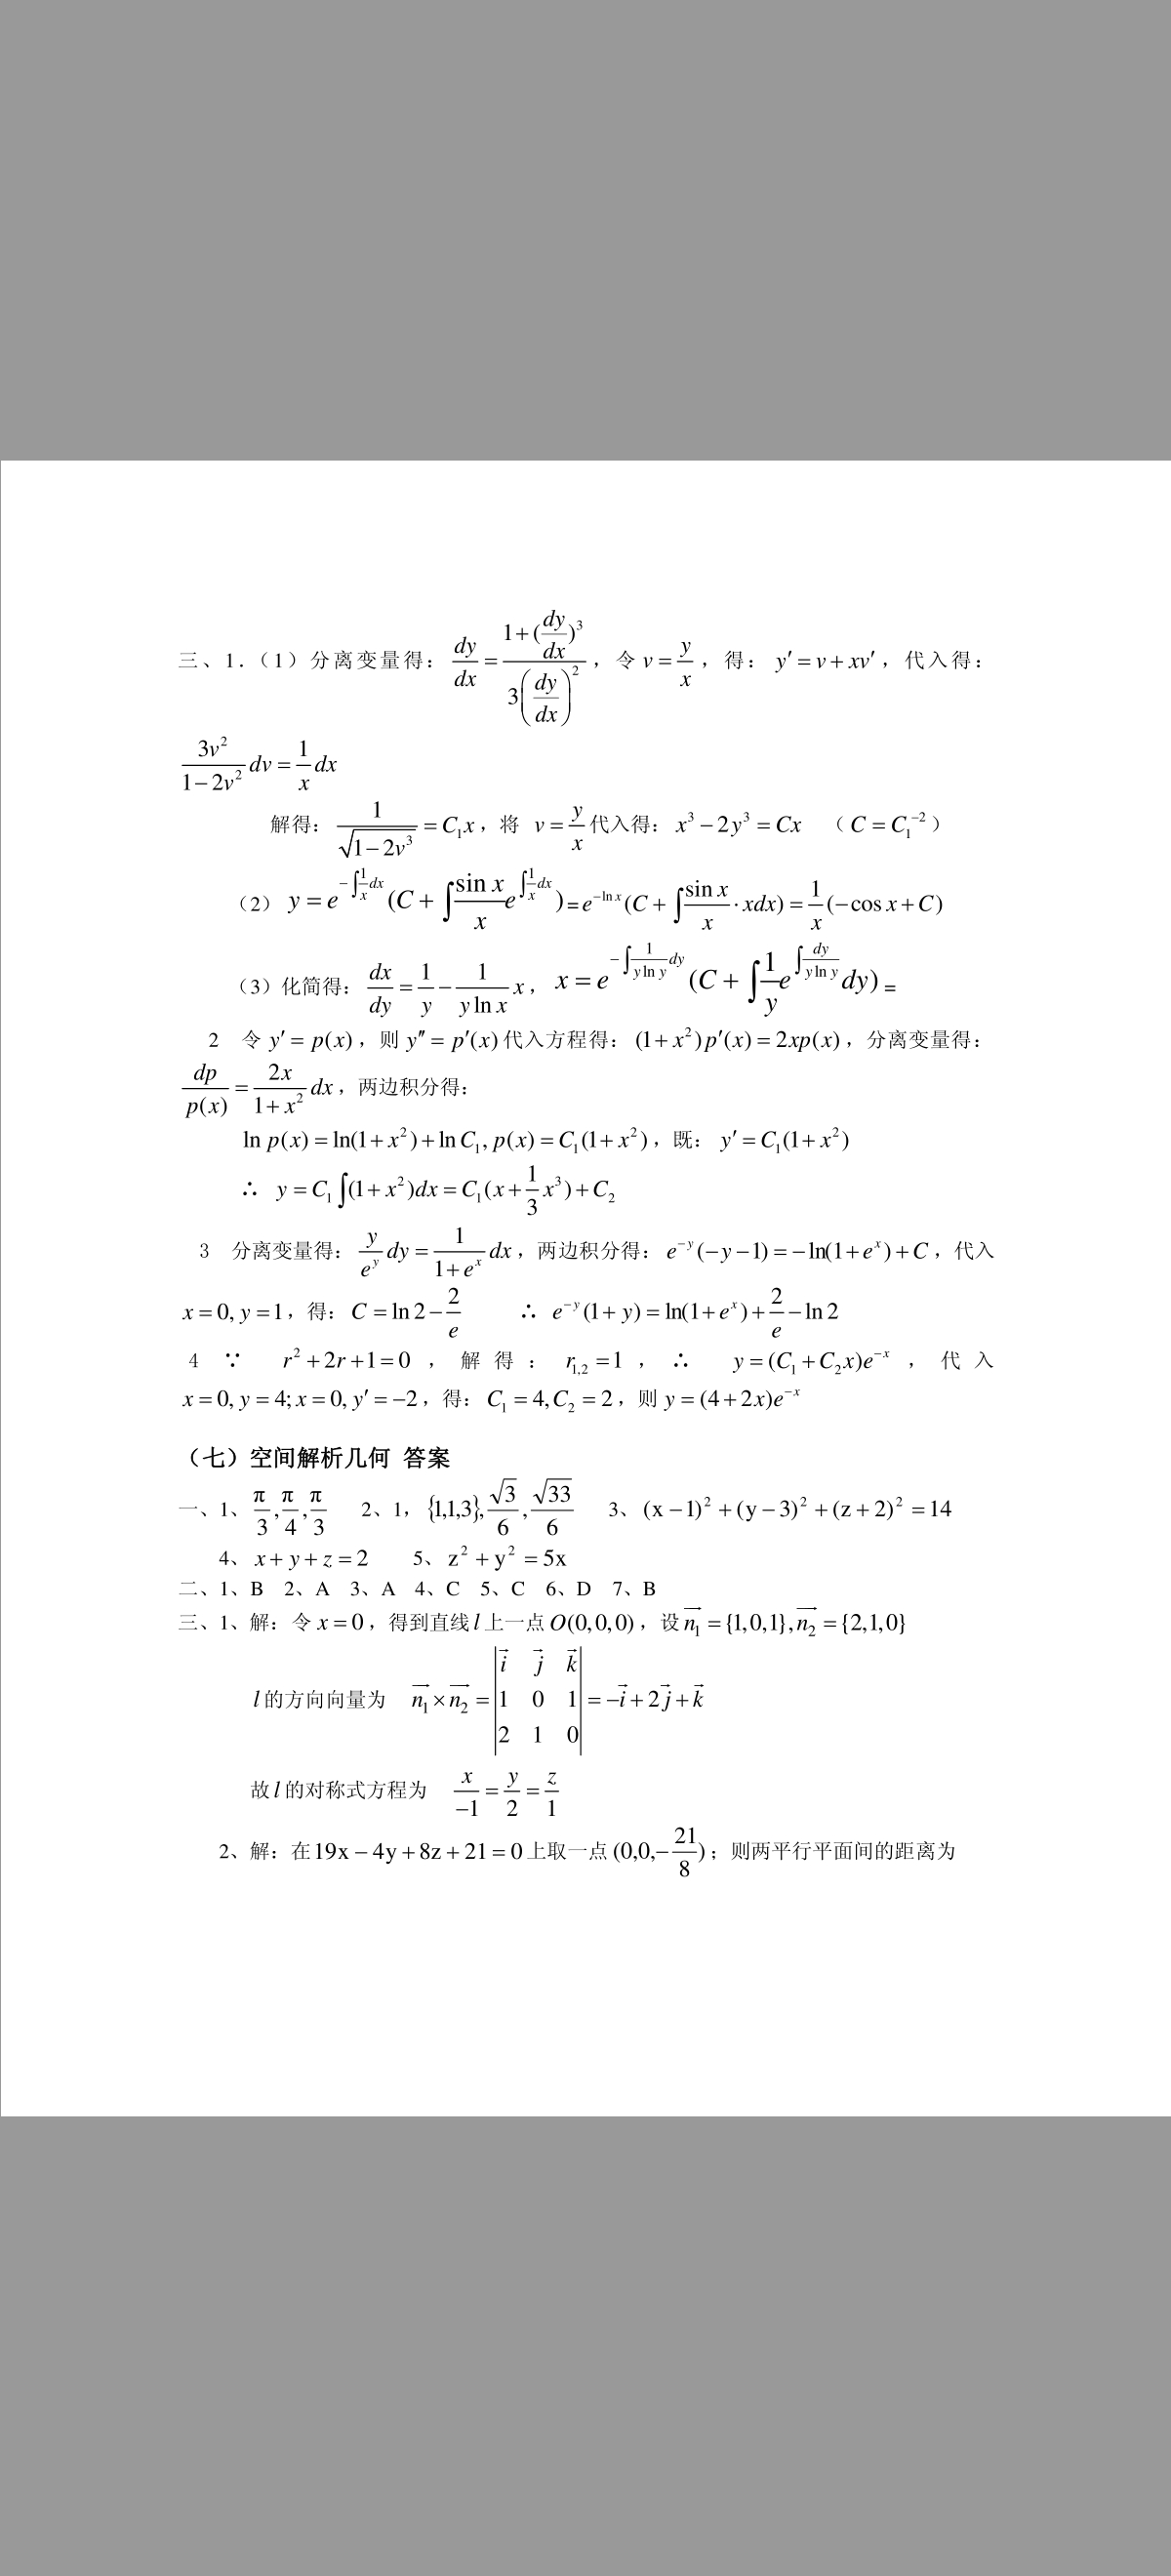 三、1.（1）分离变量得：$\frac{dy}{dx}=\frac{1+(\frac{dy}{dx})^3}{3\left(\frac{dy}{dx}\right)^2}$，令$v=\frac{y}{x}$，得：$y'=v+xv'$，代入得：
$\frac{3v^2}{1-2v^2}dv=\frac{1}{x}dx$
解得：$\frac{1}{\sqrt{1-2v^3}}=C_1x$，将 $v=\frac{y}{x}$代入得：$x^3-2y^3=Cx$ （$C=C_1^{-2}$）
（2）$y=e^{-\int\frac{1}{x}dx}(C+\int\frac{\sin x}{x}e^{\int\frac{1}{x}dx})=e^{-\ln x}(C+\int\frac{\sin x}{x}\cdot xdx)=\frac{1}{x}(-\cos x+C)$
（3）化简得：$\frac{dx}{dy}=\frac{1}{y}-\frac{1}{y\ln x}x$，$x=e^{-\int\frac{1}{y\ln y}dy}(C+\int\frac{1}{y}e^{\int\frac{dy}{y\ln y}}dy)=$
2 令$y'=p(x)$，则$y''=p'(x)$代入方程得：$(1+x^2)p'(x)=2xp(x)$，分离变量得：
$\frac{dp}{p(x)}=\frac{2x}{1+x^2}dx$，两边积分得：
$\ln p(x)=\ln(1+x^2)+\ln C_1,p(x)=C_1(1+x^2)$，既：$y'=C_1(1+x^2)$
∴ $y=C_1\int(1+x^2)dx=C_1(x+\frac{1}{3}x^3)+C_2$
3 分离变量得：$\frac{y}{e^y}dy=\frac{1}{1+e^x}dx$，两边积分得：$e^{-y}(-y-1)=-\ln(1+e^x)+C$，代入
$x=0,y=1$，得：$C=\ln 2-\frac{2}{e}$ ∴ $e^{-y}(1+y)=\ln(1+e^x)+\frac{2}{e}-\ln 2$
4 ∵ $r^2+2r+1=0$，解得：$r_{1,2}=1$，∴ $y=(C_1+C_2x)e^{-x}$，代入
$x=0,y=4;x=0,y'=-2$，得：$C_1=4,C_2=2$，则$y=(4+2x)e^{-x}$
（七）空间解析几何 答案
一、1、$\frac{π}{3},\frac{π}{4},\frac{π}{3}$ 2、1，$\{1,1,3\},\frac{\sqrt{3}}{6},\frac{\sqrt{33}}{6}$ 3、$(x-1)^2+(y-3)^2+(z+2)^2=14$
4、$x+y+z=2$ 5、$z^2+y^2=5x$
二、1、B 2、A 3、A 4、C 5、C 6、D 7、B
三、1、解：令$x=0$，得到直线$l$上一点$O(0,0,0)$，设$\overrightarrow{n_1}=\{1,0,1\},\overrightarrow{n_2}=\{2,1,0\}$
$l$的方向向量为 $\overrightarrow{n_1}\times\overrightarrow{n_2}=\begin{vmatrix}\vec{i}&\vec{j}&\vec{k}\\1&0&1\\2&1&0\end{vmatrix}=-\vec{i}+2\vec{j}+\vec{k}$
故$l$的对称式方程为 $\frac{x}{-1}=\frac{y}{2}=\frac{z}{1}$
2、解：在$19x-4y+8z+21=0$上取一点$(0,0,-\frac{21}{8})$；则两平行平面间的距离为